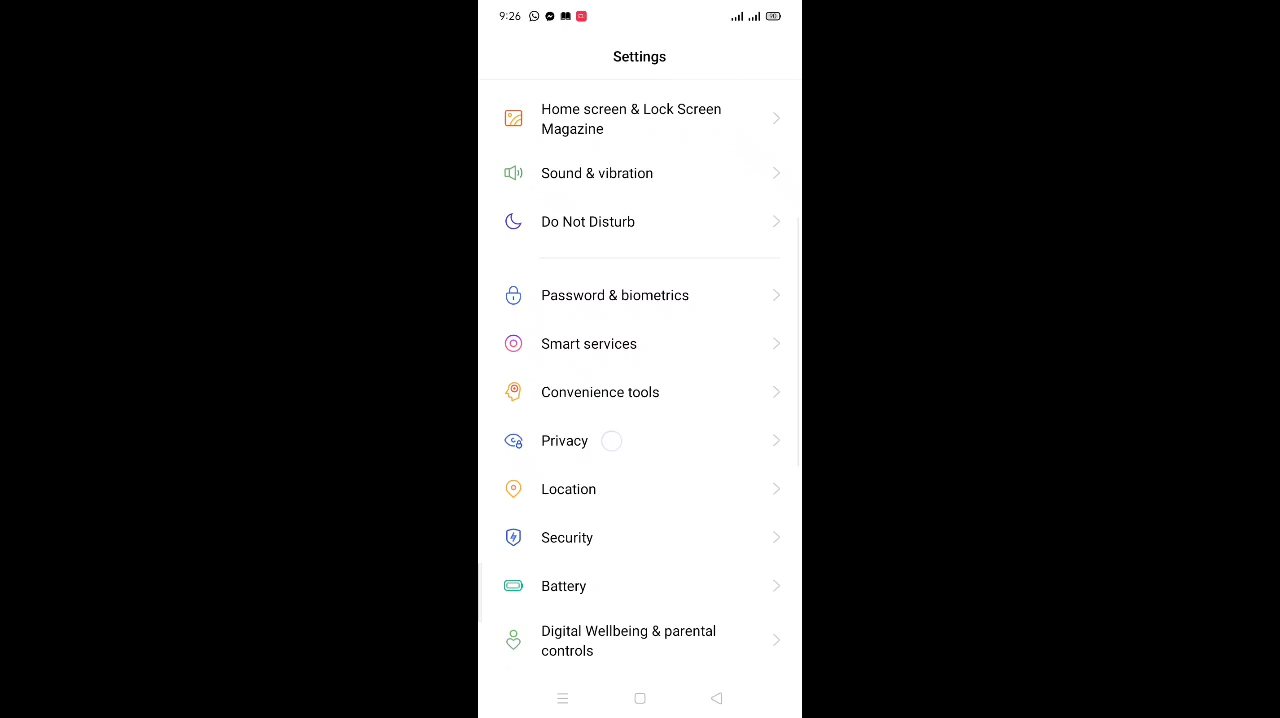 9:26
Settings
Home screen & Lock Screen
Magazine
Sound & vibration
Do Not Disturb
Password & biometrics
Smart services
Convenience tools
Privacy
Location
Security
Battery
Digital Wellbeing & parental
controls